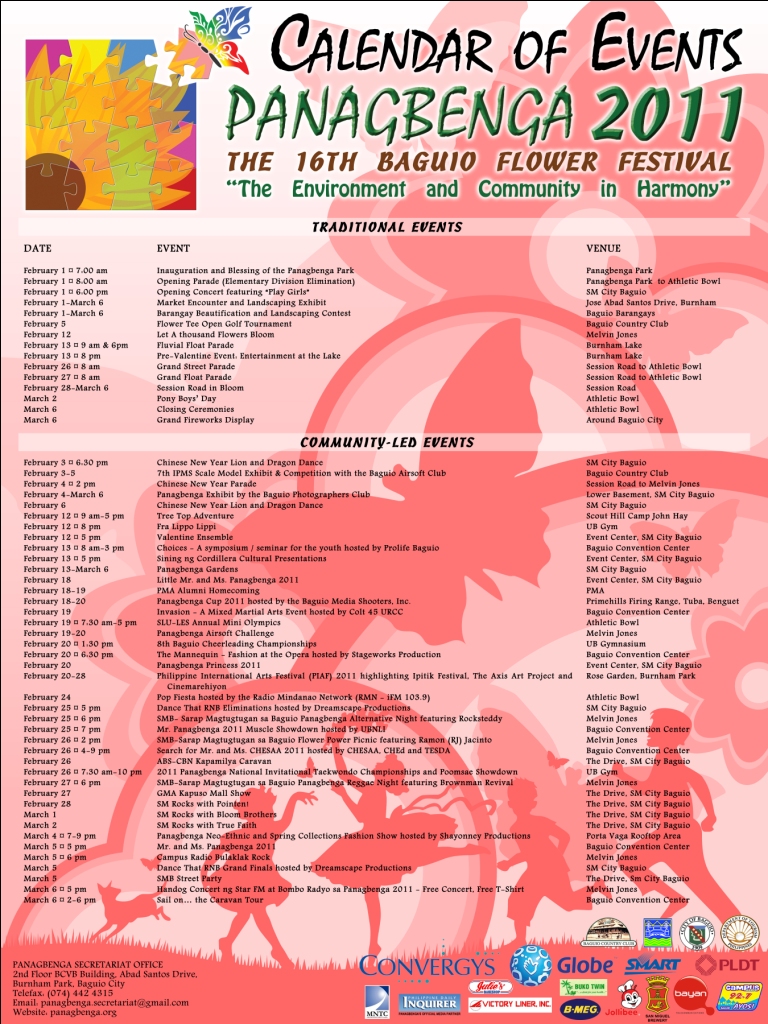 CALENDAR OF EVENTS
PANAGBENGA 2011
THE 16TH BAGUIO FLOWER FESTIVAL
"The Environment and Community in Harmony"
TRADITIONAL EVENTS
DATE EVENT VENUE
February 1 ¤ 7.00 am Inauguration and Blessing of the Panagbenga Park Panagbenga Park
February 1 ¤ 8.00 am Opening Parade (Elementary Division Elimination) Panagbenga Park to Athletic Bowl
February 1 ¤ 6.00 pm Opening Concert featuring "Play Girls" SM City Baguio
February 1-March 6 Market Encounter and Landscaping Exhibit Jose Abad Santos Drive, Burnham
February 1-March 6 Barangay Beautification and Landscaping Contest Baguio Barangays
February 5 Flower Tee Open Golf Tournament Baguio Country Club
February 12 Let A thousand Flowers Bloom Melvin Jones
February 13 ¤ 9 am & 6pm Fluvial Float Parade Burnham Lake
February 13 ¤ 8 pm Pre-Valentine Event. Entertainment at the Lake Burnham Lake
February 26 ¤ 8 am Grand Street Parade Session Road to Athletic Bowl
February 27 ¤ 8 am Grand Float Parade Session Road to Athletic Bowl
February 28-March 6 Session Road in Bloom Session Road
March 2 Pony Boys' Day Athletic Bowl
March 6 Closing Ceremonies Athletic Bowl
March 6 Grand Fireworks Display Around Baguio City
COMMUNITY-LED EVENTS
February 3 ¤ 6.30 pm Chinese New Year Lion and Dragon Dance SM City Baguio
February 3-5 7th IPMS Scale Model Exhibit & Competition with the Baguio Airsoft Club Baguio Country Club
February 4 ¤ 2 pm Chinese New Year Parade Session Road to Melvin Jones
February 4-March 6 Panagbenga Exhibit by the Baguio Photographers Club Lower Basement, SM City Baguio
February 6 Chinese New Year Lion and Dragon Dance SM City Baguio
February 12 ¤ 9 am-5 pm Tree Top Adventure Scout Hill Camp John Hay
February 12 ¤ 8 pm Fra Lippo Lippi UB Gym
February 12 ¤ 5 pm Valentine Ensemble Event Center, SM City Baguio
February 13 ¤ 8 am-3 pm Choices - A symposium / seminar for the youth hosted by Prolife Baguio Baguio Convention Center
February 13 ¤ 5 pm Sining ng Cordillera Cultural Presentations Event Center, SM City Baguio
February 13-March 6 Panagbenga Gardens SM City Baguio
February 18 Little Mr. and Ms. Panagbenga 2011 Event Center, SM City Baguio
February 18-19 PMA Alumni Homecoming PMA
February 18-20 Panagbenga Cup 2011 hosted by the Baguio Media Shooters, Inc. Primehills Firing Range, Tuba, Benguet
February 19 Invasion - A Mixed Martial Arts Event hosted by Colt 45 URCC Baguio Convention Center
February 19 ¤ 7.30 am-5 pm SLU-LES Annual Mini Olympics Athletic Bowl
February 19-20 Panagbenga Airsoft Challenge Melvin Jones
February 20 ¤ 1.30 pm 8th Baguio Cheerleading Championships UB Gymnasium
February 20 ¤ 6.30 pm The Mannequin - Fashion at the Opera hosted by Stageworks Production Baguio Convention Center
February 20 Panagbenga Princess 2011 Event Center, SM City Baguio
February 20-28 Philippine International Arts Festival (PIAF) 2011 highlighting Ipitik Festival, The Axis Art Project and Rose Garden, Burnham Park
Cinemarehiyon
February 24 Pop Fiesta hosted by the Radio Mindanao Network (RMN - iFM 103.9) Athletic Bowl
February 25 ¤ 5 pm Dance That RNB Eliminations hosted by Dreamscape Productions SM City Baguio
February 25 ¤ 6 pm SMB- Sarap Magtugtugan sa Baguio Panagbenga Alternative Night featuring Rocksteddy Melvin Jones
February 25 ¤ 7 pm Mr. Panagbenga 2011 Muscle Showdown hosted by UBNLI Baguio Convention Center
February 26 ¤ 2 pm SMB-Sarap Magtugtugan sa Baguio Flower Power Picnic featuring Ramon (RJ) Jacinto Melvin Jones
February 26 ¤ 4-9 pm Search for Mr. and Ms. CHESAA 2011 hosted by CHESAA, CHEd and TESDA Baguio Convention Center
February 26 ABS-CBN Kapamilya Caravan The Drive, SM City Baguio
February 26 ¤ 7.30 am-10 pm 2011 Panagbenga National Invitational Taekwondo Championships and Poomsae Showdown UB Gym
February 27 ¤ 6 pm SMB-Sarap Magtugtugan sa Baguio Panagbenga Reggae Night featuring Brownman Revival Melvin Jones
February 27 GMA Kapuso Mall Show The Drive, SM City Baguio
February 28 SM Rocks with Pointen! The Drive, SM City Baguio
March 1 SM Rocks with Bloom Brothers The Drive, SM City Baguio
March 2 SM Rocks with True Faith The Drive, SM City Baguio
March 4 ¤ 7-9 pm Panagbenga Neo-Ethnic and Spring Collections Fashion Show hosted by Shayonney Productions Porta Vaga Rooftop Area
March 5 ¤ 5 pm Mr. and Ms. Panagbenga 2011 Baguio Convention Center
March 5 ¤ 6 pm Campus Radio Bulaklak Rock Melvin Jones
March 5 Dance That RNB Grand Finals hosted by Dreamscape Productions SM City Baguio
March 5 SMB Street Party The Drive, Sm City Baguio
March 6 ¤ 5 pm Handog Concert ng Star FM at Bombo Radyo sa Panagbenga 2011 - Free Concert, Free T-Shirt Melvin Jones
March 6 ¤ 2-6 pm Sail on... the Caravan Tour Baguio Convention Center
BAGUIO COUNTRY CLUB
PANAGBENGA SECRETARIAT OFFICE
2nd Floor BCVB Building, Abad Santos Drive,
Burnham Park, Baguio City
Telefax. (074) 442 4315
Email. panagbenga.secretariat@gmail.com
Website. panagbenga.org
CONVERGYS Globe SMART PLDT
MNTC PHILIPPINE DAILY INQUIRER Julie's VICTORY LINER, INC. BUKO TWIN B-MEG Jollibee SAN MIGUEL BREWERY bayan CAMPUS 92.7